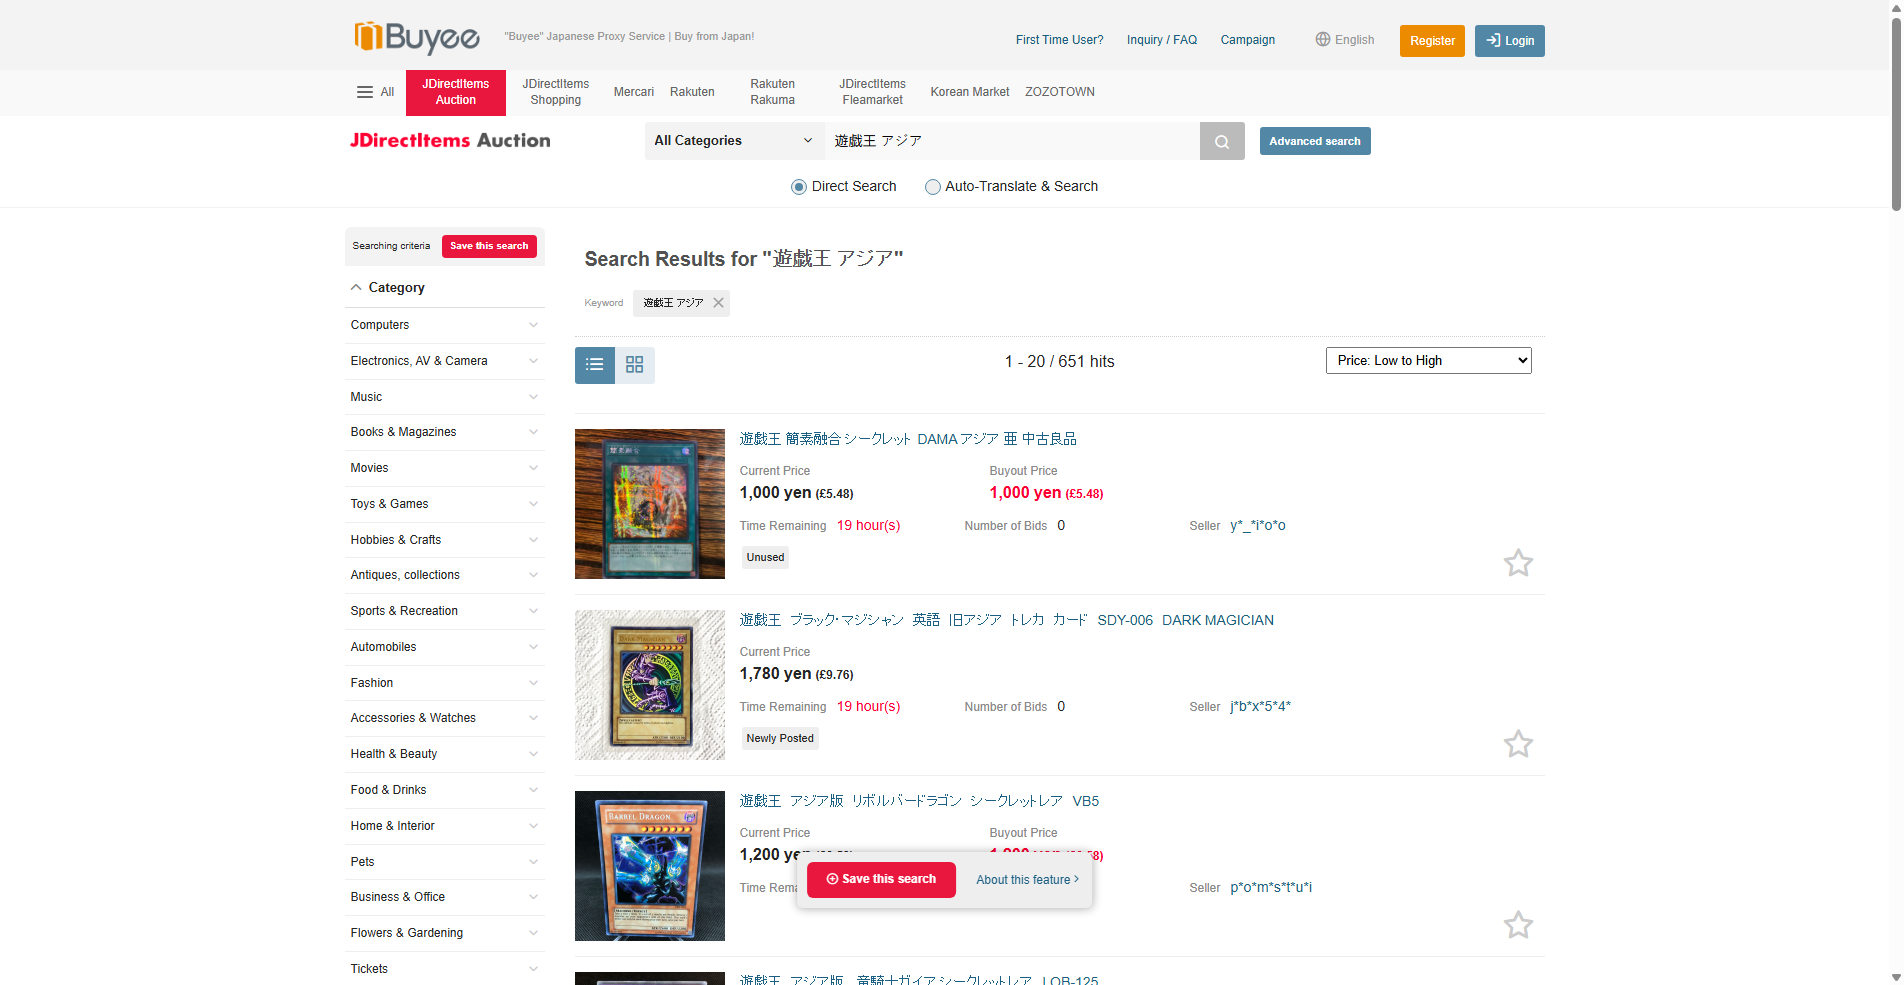 Buyee
"Buyee" Japanese Proxy Service | Buy from Japan!
First Time User?
Inquiry / FAQ
Campaign
English
Register
Login
All
JDirectItems Auction
JDirectItems Shopping
Mercari
Rakuten
Rakuten Rakuma
JDirectItems Fleamarket
Korean Market
ZOZOTOWN
JDirectItems Auction
All Categories
遊戯王 アジア
Advanced search
Direct Search
Auto-Translate & Search
Searching criteria
Save this search
Category
Computers
Electronics, AV & Camera
Music
Books & Magazines
Movies
Toys & Games
Hobbies & Crafts
Antiques, collections
Sports & Recreation
Automobiles
Fashion
Accessories & Watches
Health & Beauty
Food & Drinks
Home & Interior
Pets
Business & Office
Flowers & Gardening
Tickets
Search Results for "遊戯王 アジア"
Keyword 遊戯王 アジア
1 - 20 / 651 hits
Price: Low to High
簡素融合
遊戯王 簡素融合 シークレット DAMA アジア 亜 中古良品
Current Price
Buyout Price
1,000 yen (£5.48)
1,000 yen (£5.48)
Time Remaining 19 hour(s)
Number of Bids 0
Seller y*_*i*o*o
Unused
DARK MAGICIAN
遊戯王 ブラック・マジシャン 英語 旧アジア トレカ カード SDY-006 DARK MAGICIAN
Current Price
1,780 yen (£9.76)
Time Remaining 19 hour(s)
Number of Bids 0
Seller j*b*x*5*4*
Newly Posted
BARREL DRAGON
遊戯王 アジア版 リボルバードラゴン シークレットレア VB5
Current Price
Buyout Price
1,200
Seller p*o*m*s*t*u*i
Save this search
About this feature
遊戯王 アジア版 竜騎士ガイア シークレットレア LOB-125